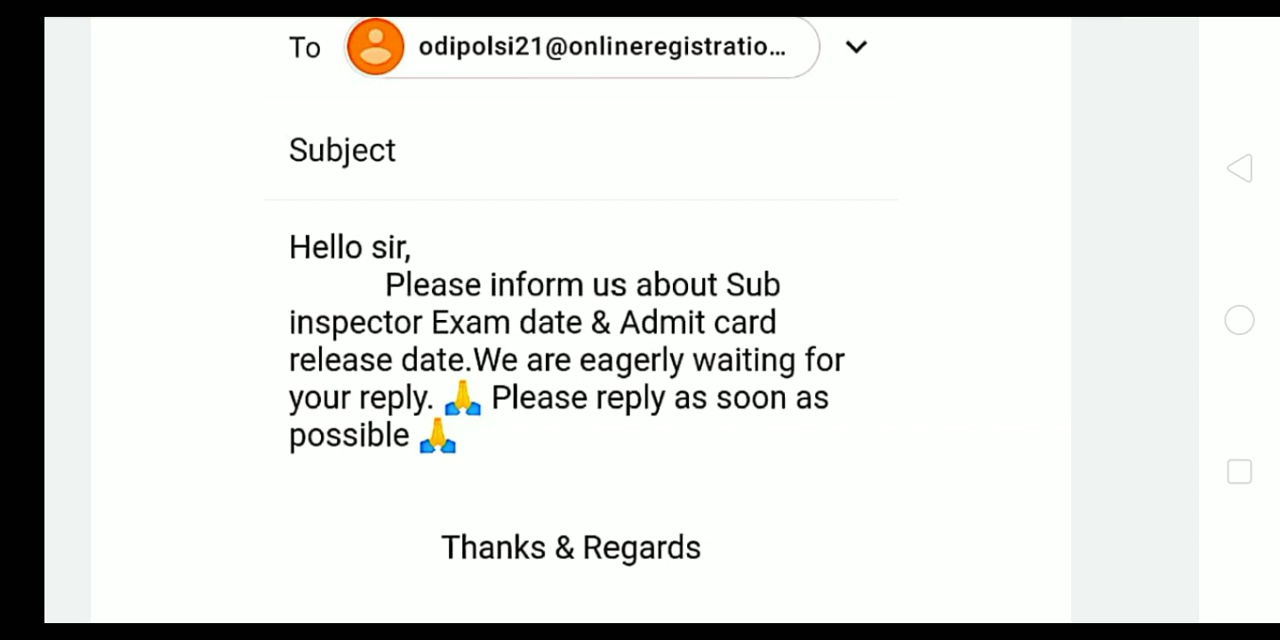 To odipolsi21@onlineregistratio...
Subject
Hello sir,
Please inform us about Sub
inspector Exam date & Admit card
release date.We are eagerly waiting for
your reply. 🙏 Please reply as soon as
possible 🙏
Thanks & Regards